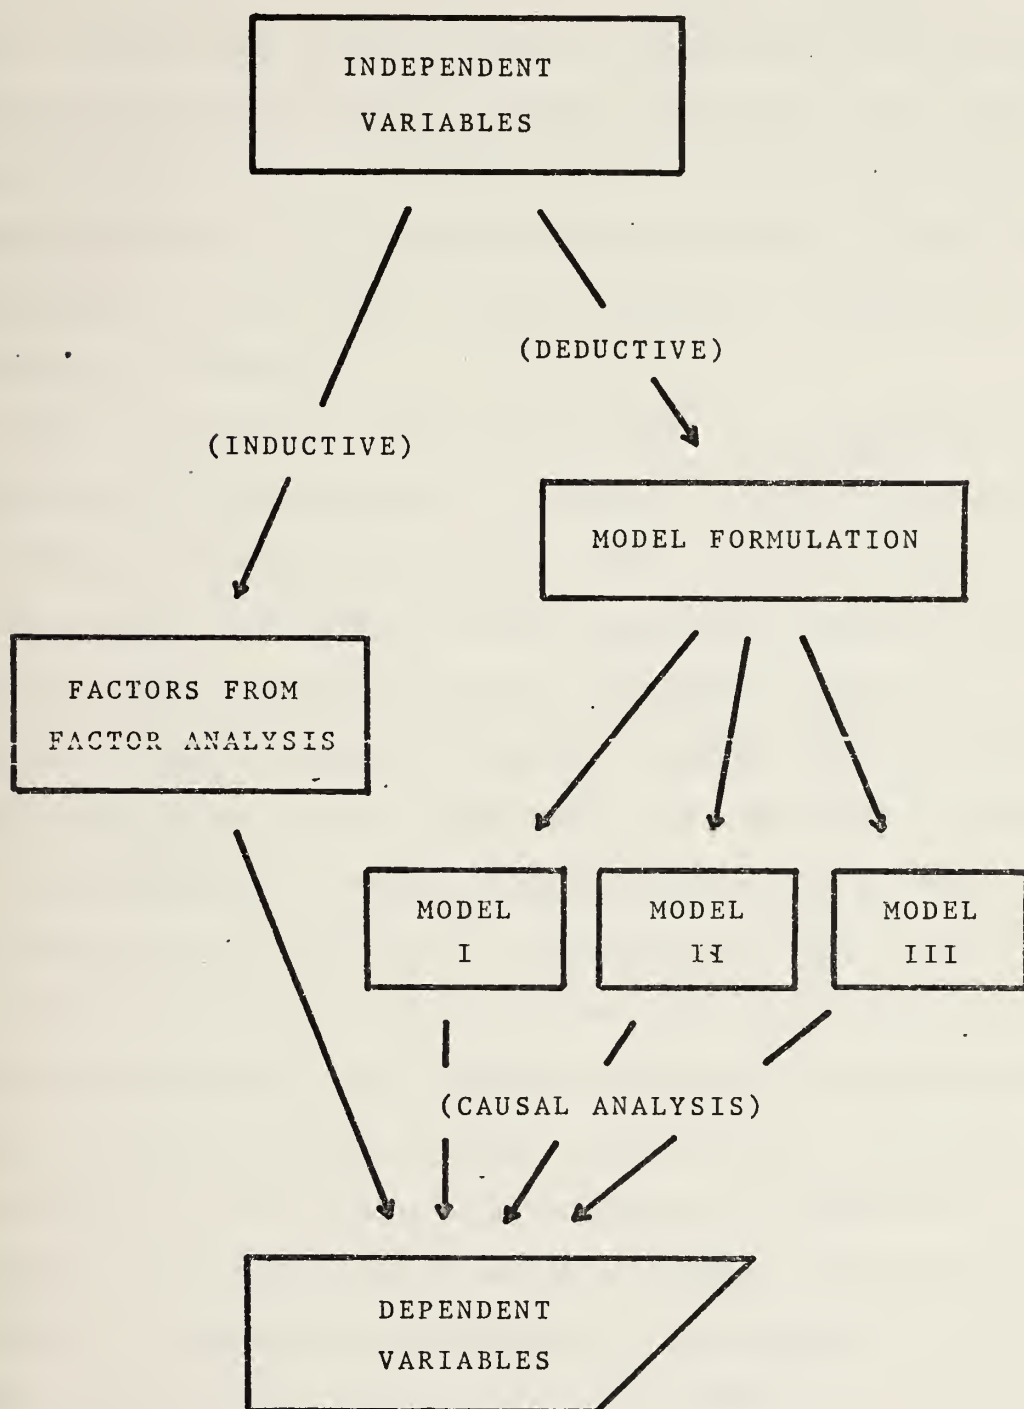 INDEPENDENT
VARIABLES
(DEDUCTIVE)
(INDUCTIVE)
MODEL FORMULATION
FACTORS FROM
FACTOR ANALYSIS
MODEL
I
MODEL
II
MODEL
III
(CAUSAL ANALYSIS)
DEPENDENT
VARIABLES